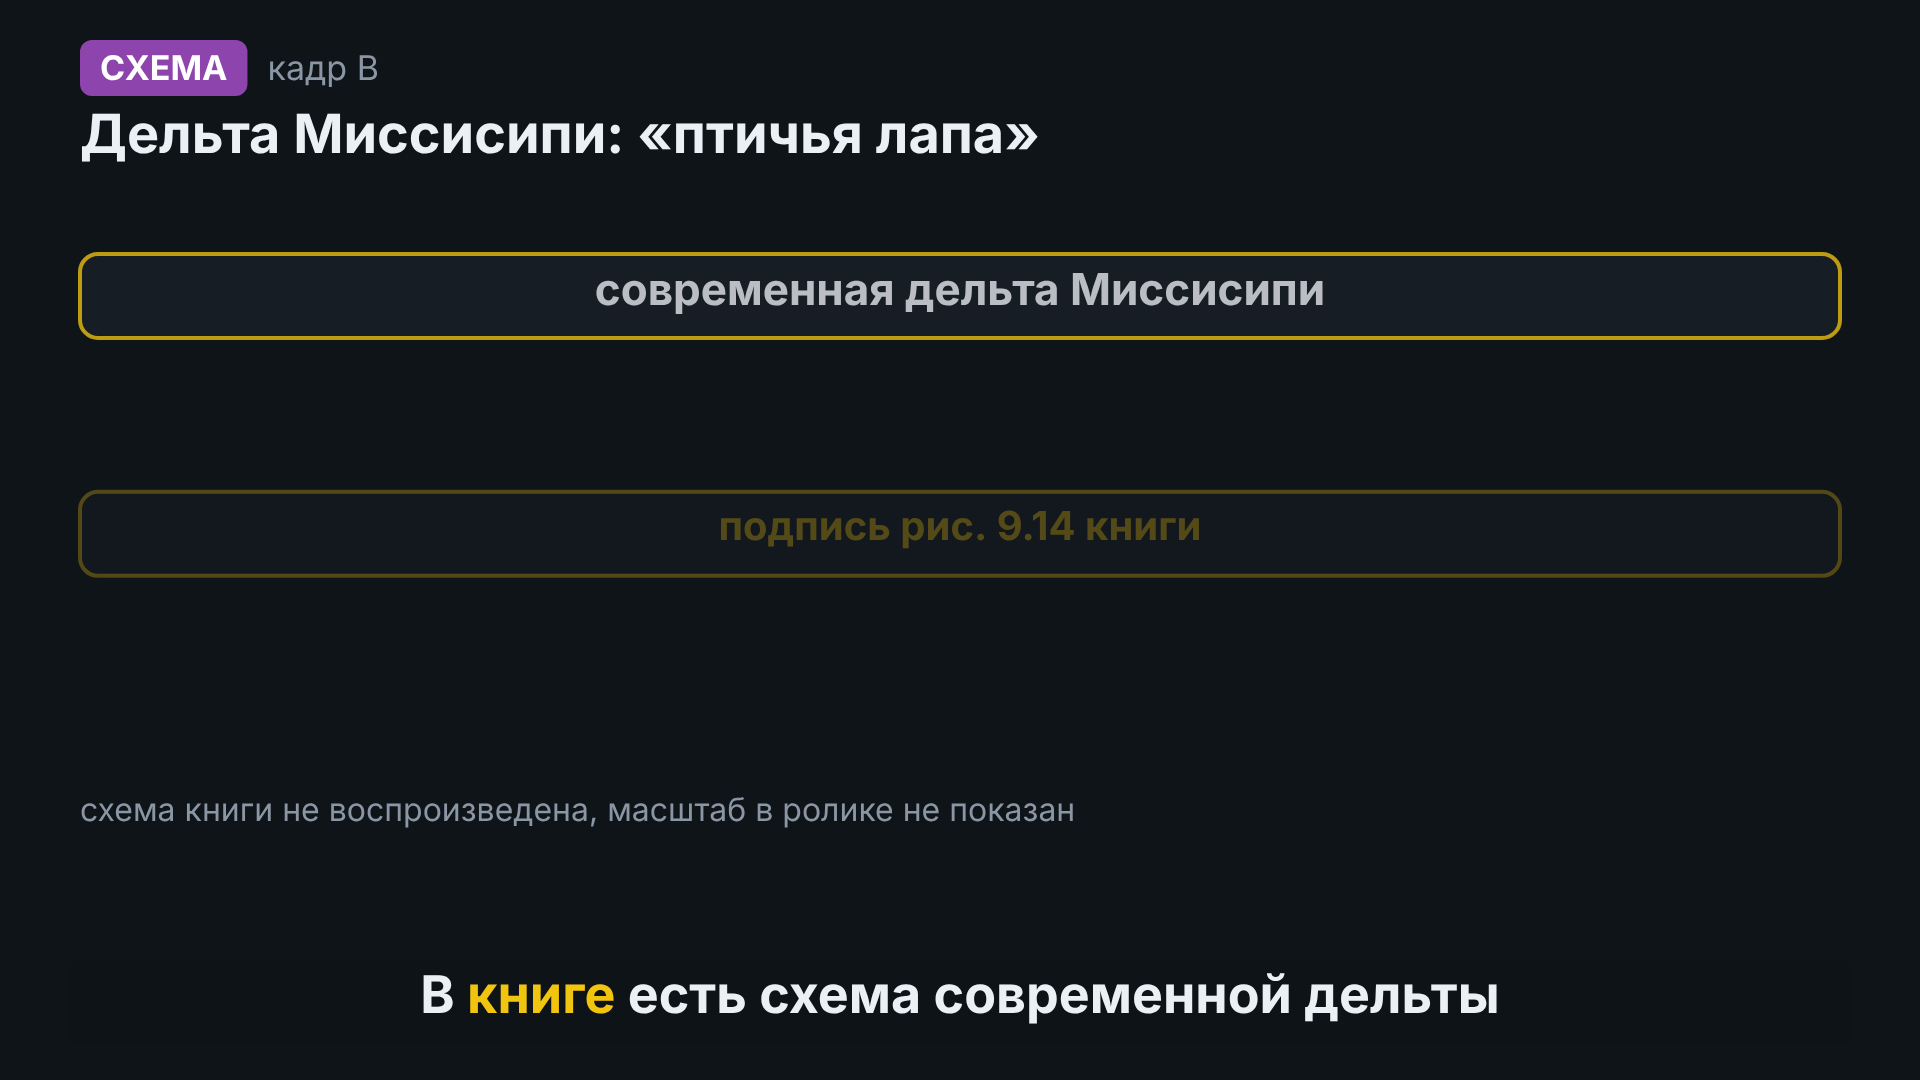 СХЕМА кадр В
Дельта Миссисипи: «птичья лапа»
современная дельта Миссисипи
подпись рис. 9.14 книги
схема книги не воспроизведена, масштаб в ролике не показан
В книге есть схема современной дельты